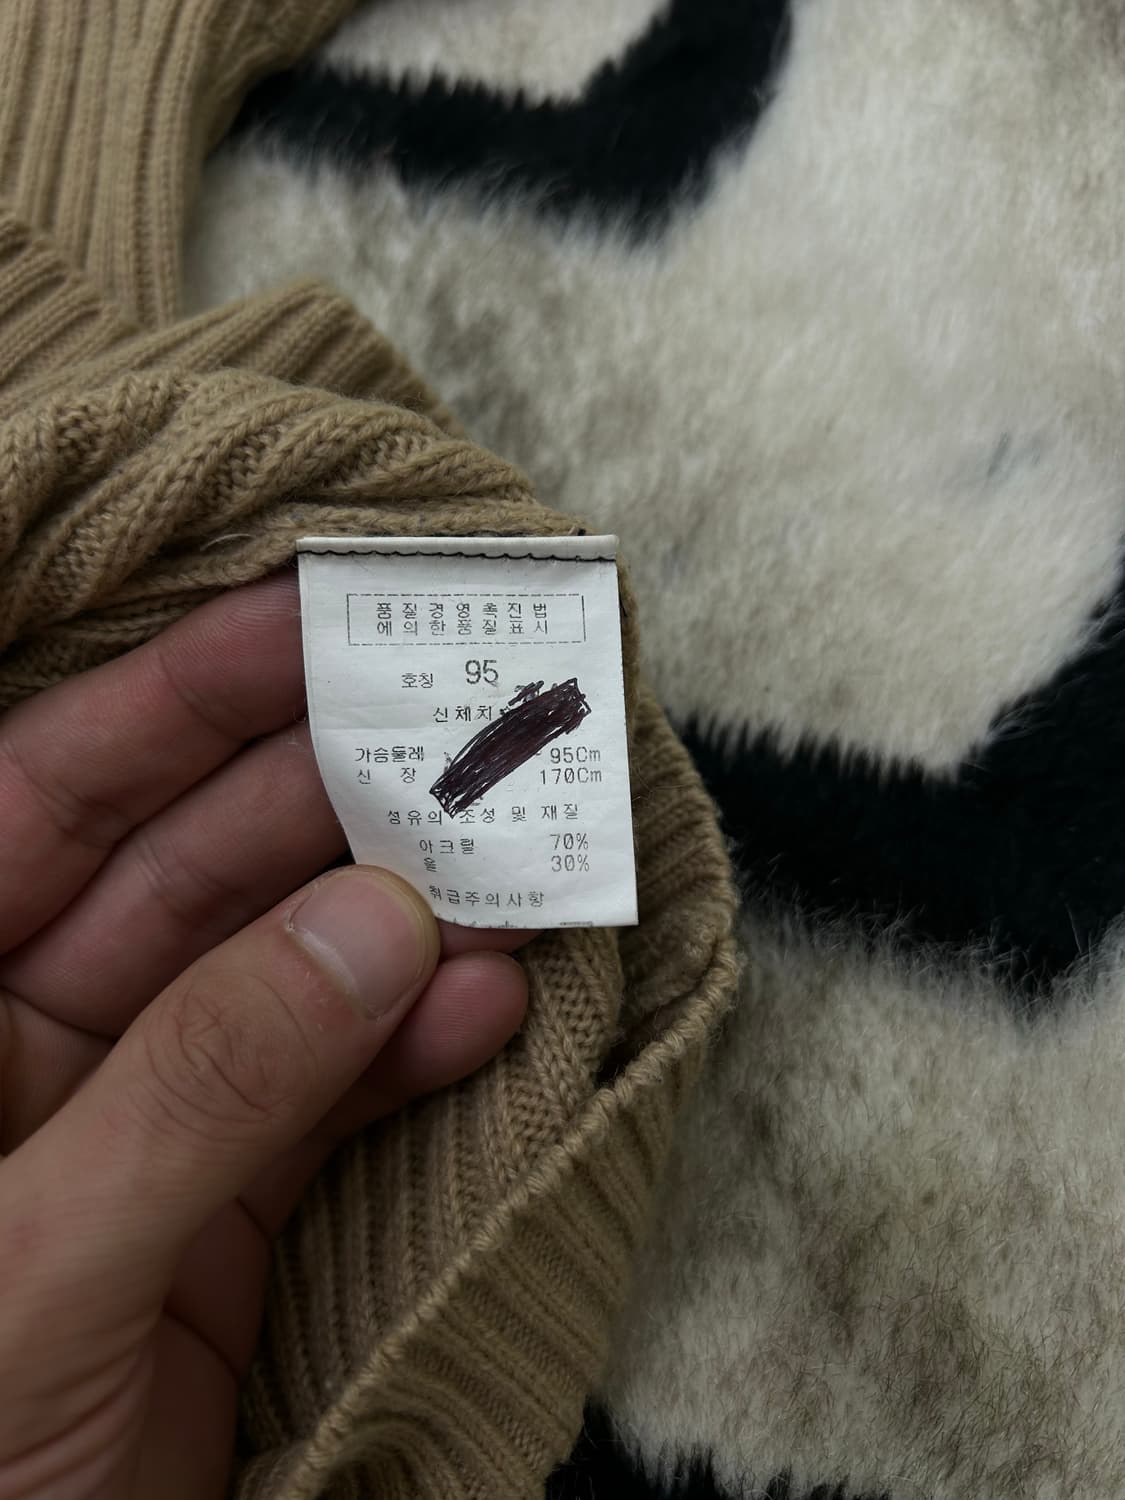 품질경영촉진법
에의한품질표시
호칭 95
신체치
가슴둘레 95Cm
신 장 170Cm
섬유의 조성 및 재질
아크릴 70%
울 30%
취급주의사항